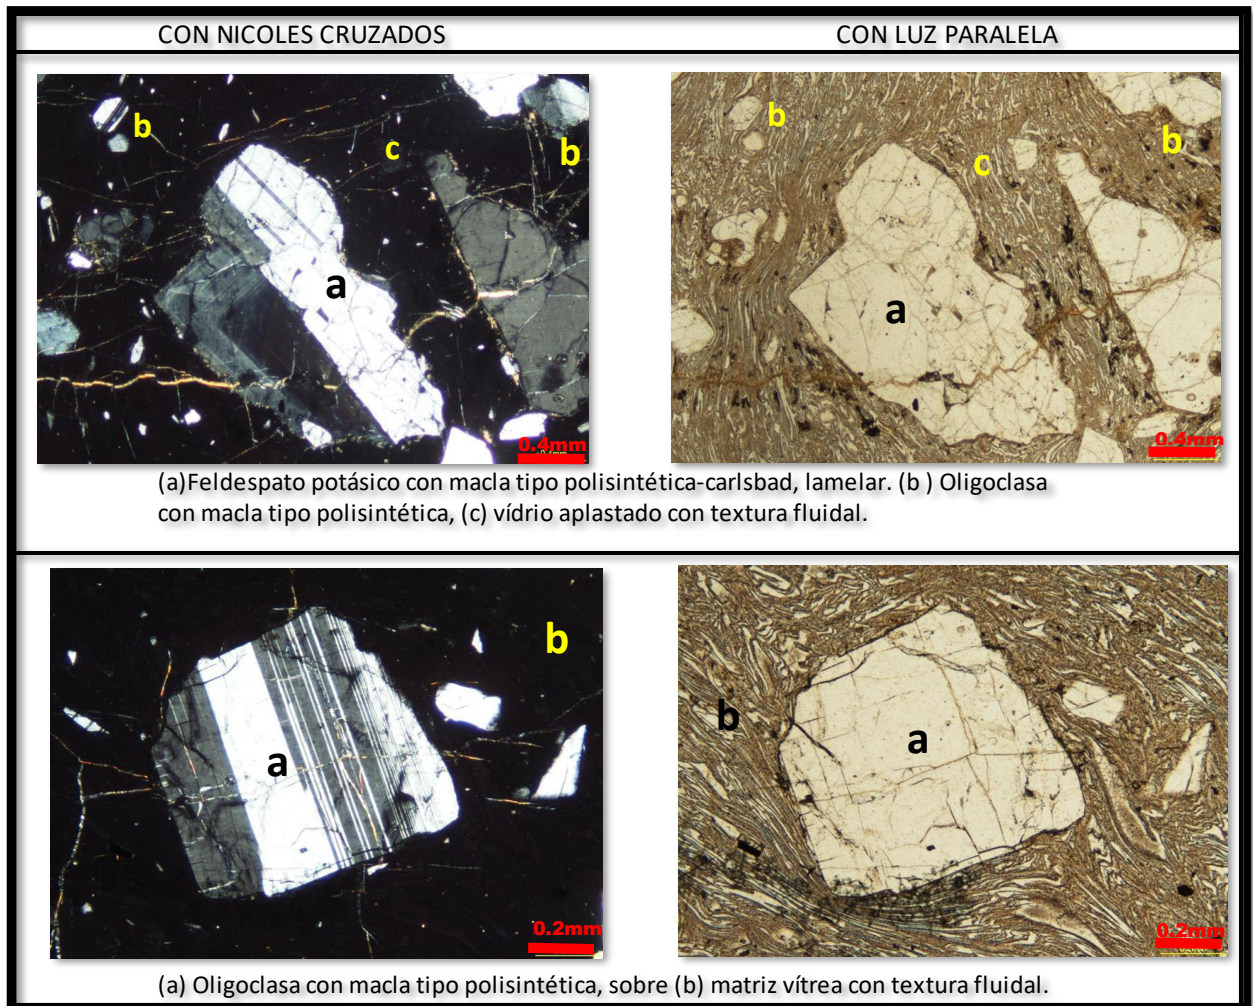 CON NICOLES CRUZADOS
CON LUZ PARALELA
b
c
b
a
0.4mm
b
b
c
a
0.4mm
(a)Feldespato potásico con macla tipo polisintética-carlsbad, lamelar. (b ) Oligoclasa
con macla tipo polisintética, (c) vídrio aplastado con textura fluidal.
b
a
0.2mm
b
a
0.2mm
(a) Oligoclasa con macla tipo polisintética, sobre (b) matriz vítrea con textura fluidal.